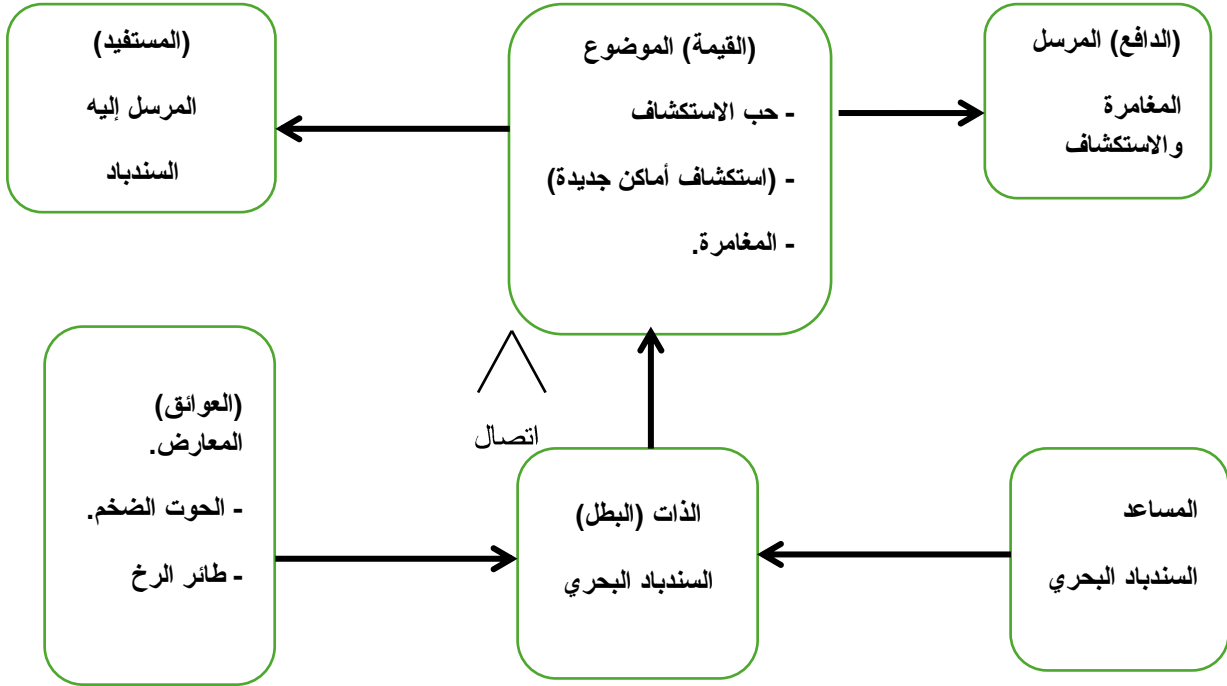 (الدافع) المرسل
المغامرة
والاستكشاف
(القيمة) الموضوع
- حب الاستكشاف
- (استكشاف أماكن جديدة)
- المغامرة.
(المستفيد)
المرسل إليه
السندباد
اتصال
المساعد
السندباد البحري
الذات (البطل)
السندباد البحري
(العوائق)
المعارض.
- الحوت الضخم.
- طائر الرخ